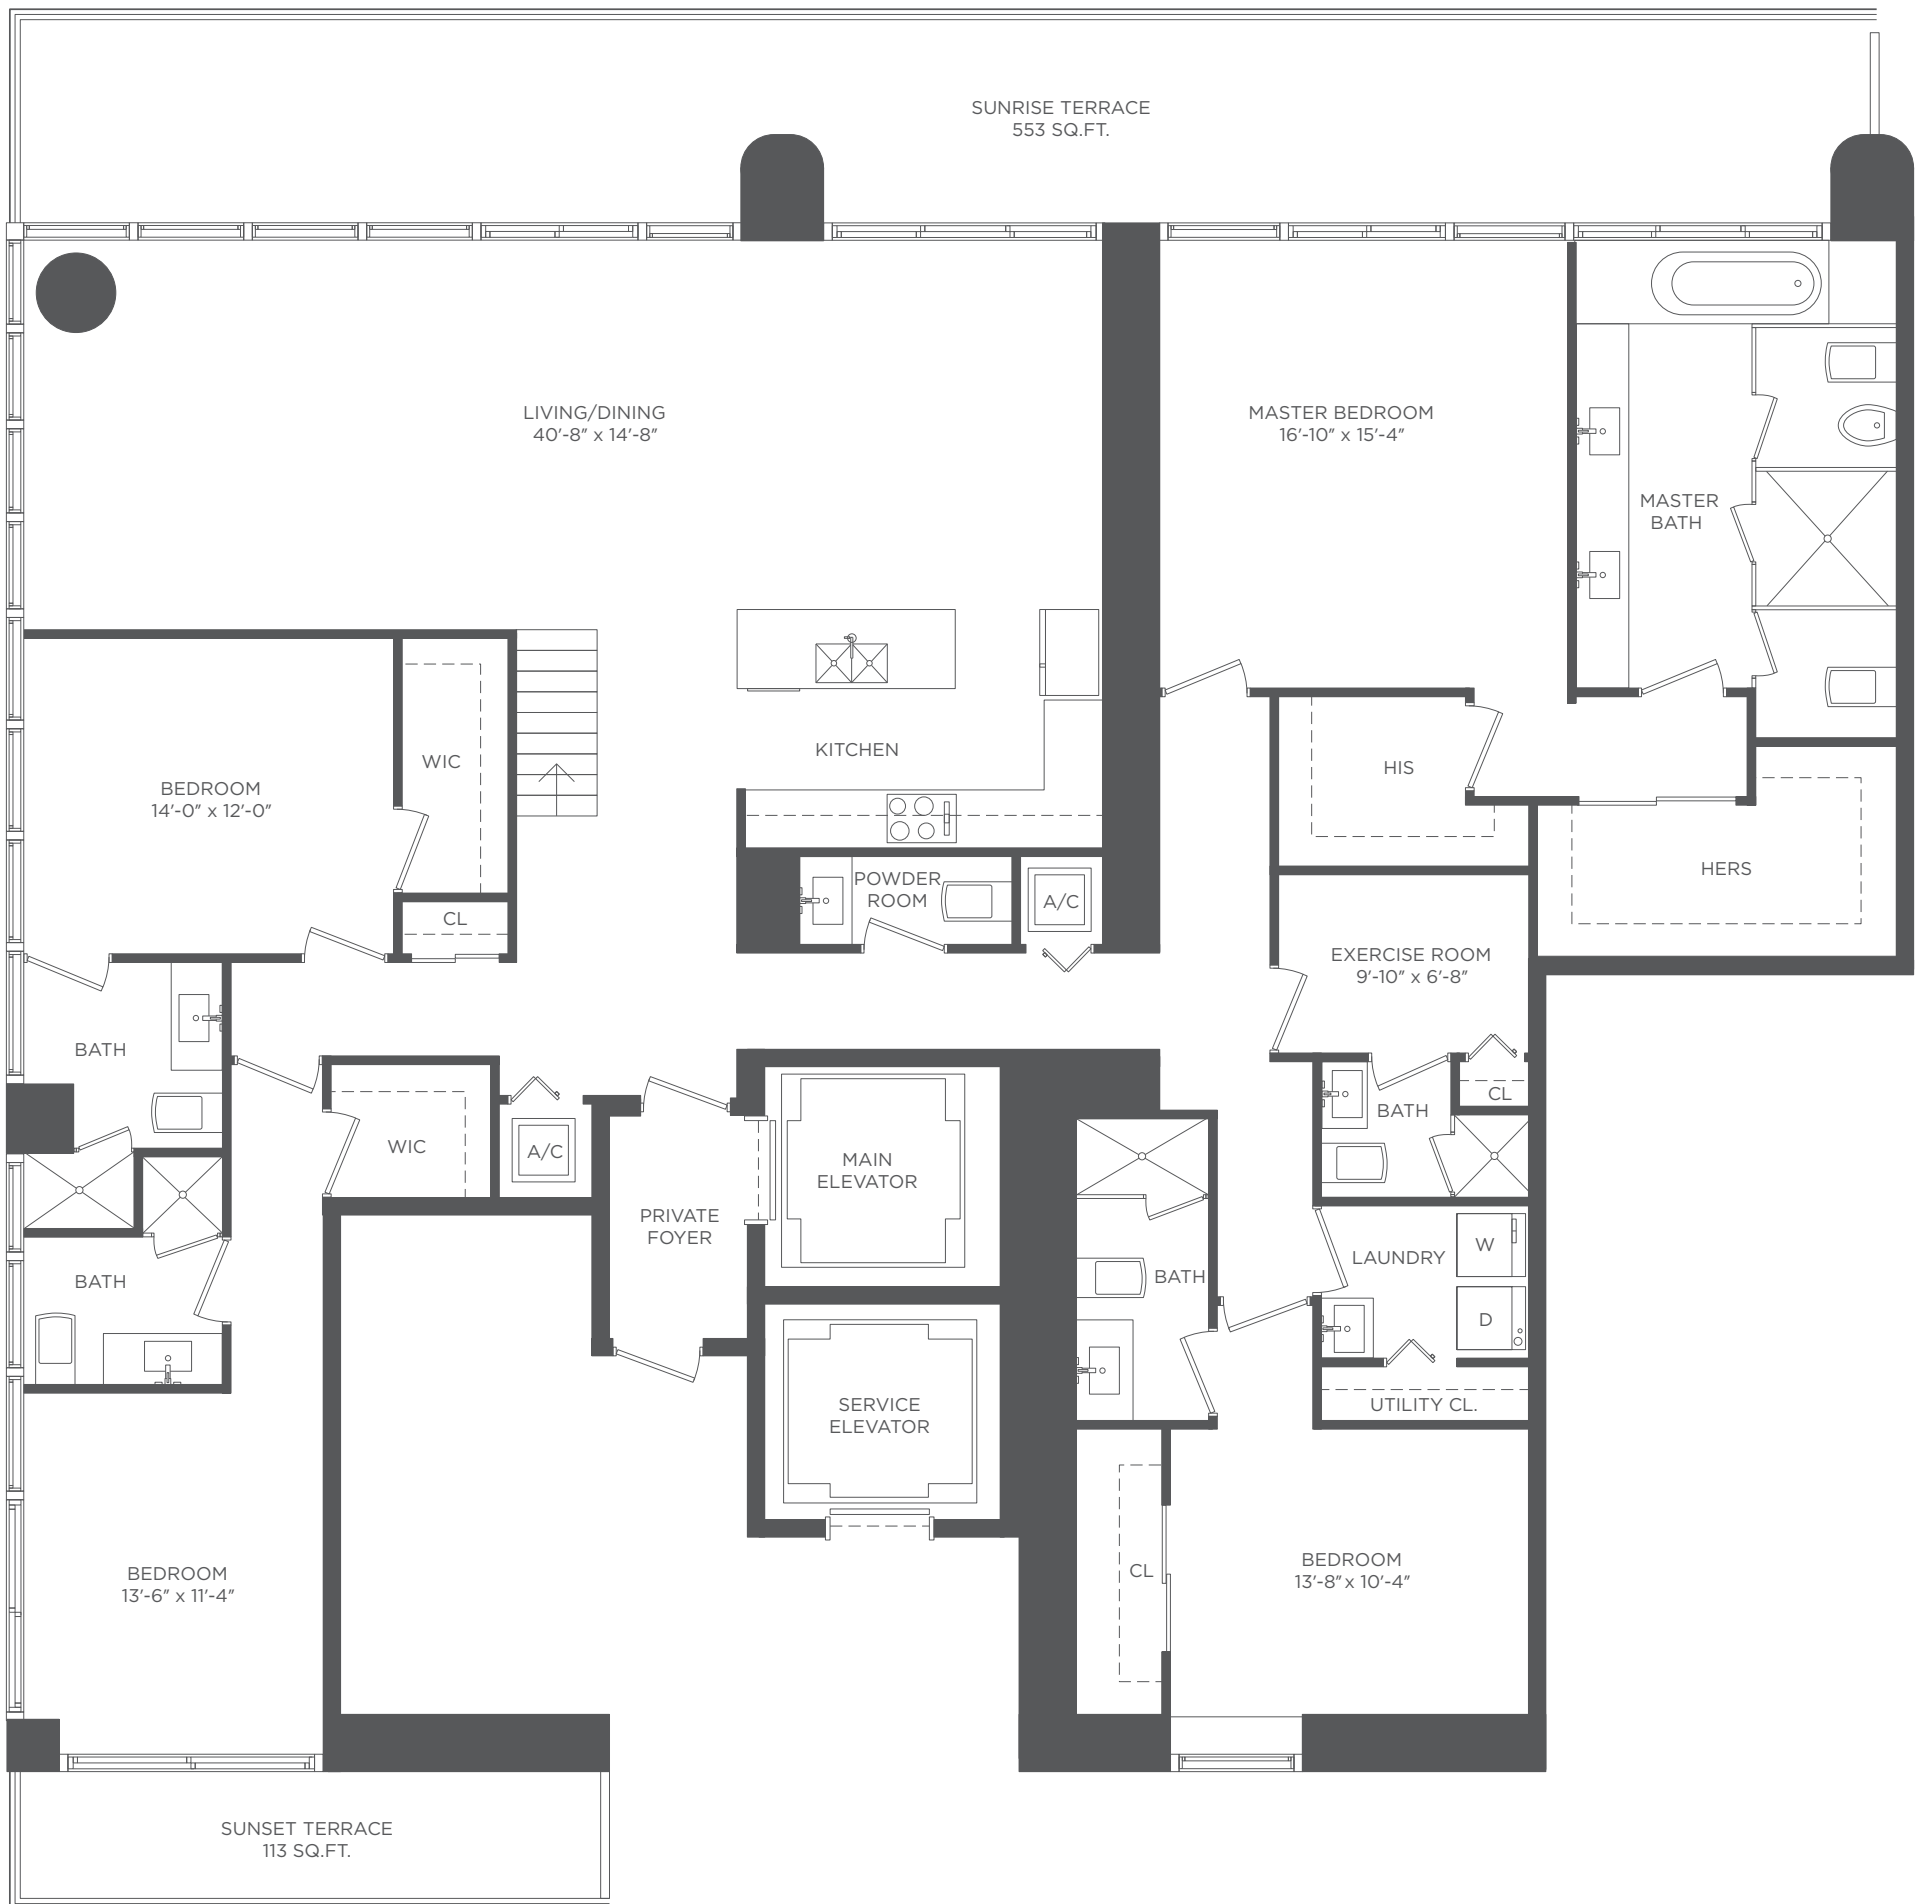 SUNRISE TERRACE
553 SQ.FT.
LIVING/DINING
40'-8" x 14'-8"
MASTER BEDROOM
16'-10" x 15'-4"
MASTER
BATH
KITCHEN
WIC
HIS
BEDROOM
14'-0" x 12'-0"
HERS
POWDER
ROOM
A/C
CL
EXERCISE ROOM
9'-10" x 6'-8"
BATH
CL
BATH
WIC
A/C
MAIN
ELEVATOR
PRIVATE
FOYER
LAUNDRY
W
BATH
BATH
D
SERVICE
ELEVATOR
UTILITY CL.
BEDROOM
13'-6" x 11'-4"
CL
BEDROOM
13'-8" x 10'-4"
SUNSET TERRACE
113 SQ.FT.